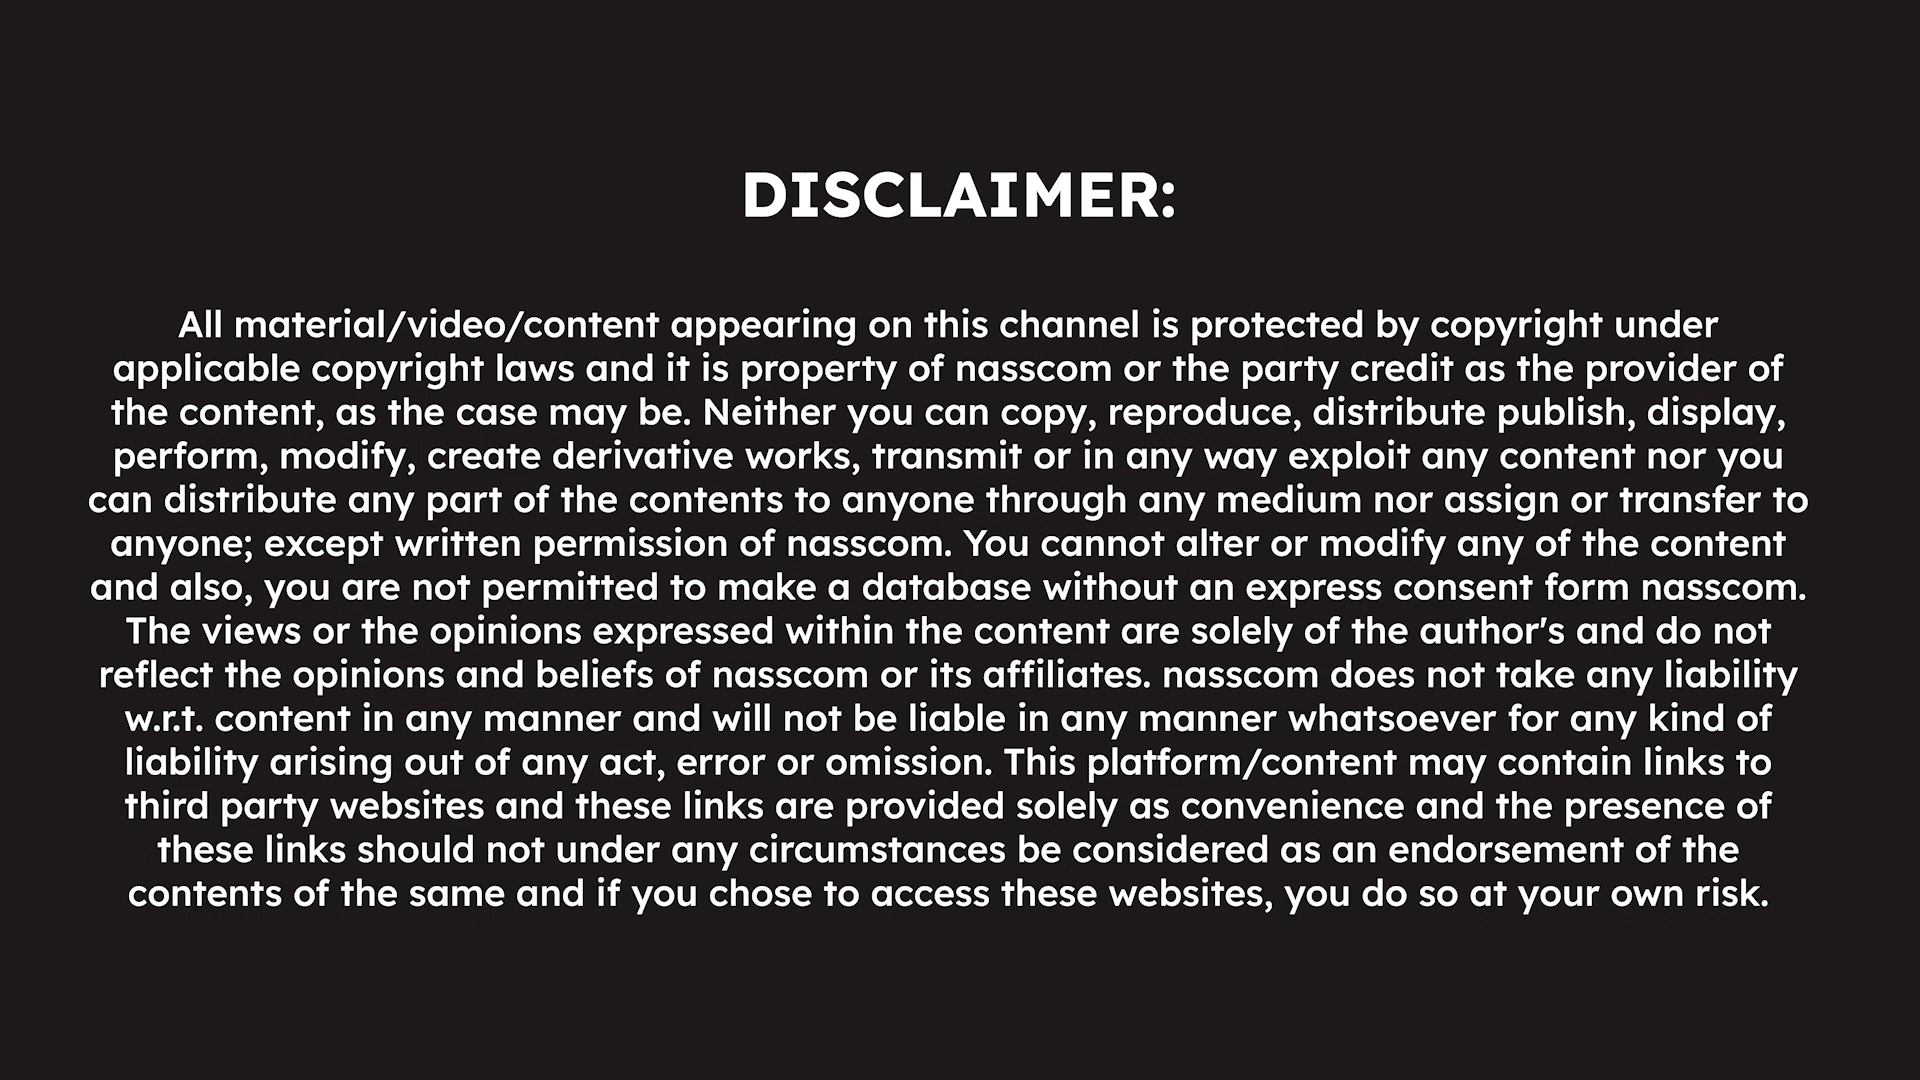 DISCLAIMER:
All material/video/content appearing on this channel is protected by copyright under
applicable copyright laws and it is property of nasscom or the party credit as the provider of
the content, as the case may be. Neither you can copy, reproduce, distribute publish, display,
perform, modify, create derivative works, transmit or in any way exploit any content nor you
can distribute any part of the contents to anyone through any medium nor assign or transfer to
anyone; except written permission of nasscom. You cannot alter or modify any of the content
and also, you are not permitted to make a database without an express consent form nasscom.
The views or the opinions expressed within the content are solely of the author's and do not
reflect the opinions and beliefs of nasscom or its affiliates. nasscom does not take any liability
w.r.t. content in any manner and will not be liable in any manner whatsoever for any kind of
liability arising out of any act, error or omission. This platform/content may contain links to
third party websites and these links are provided solely as convenience and the presence of
these links should not under any circumstances be considered as an endorsement of the
contents of the same and if you chose to access these websites, you do so at your own risk.